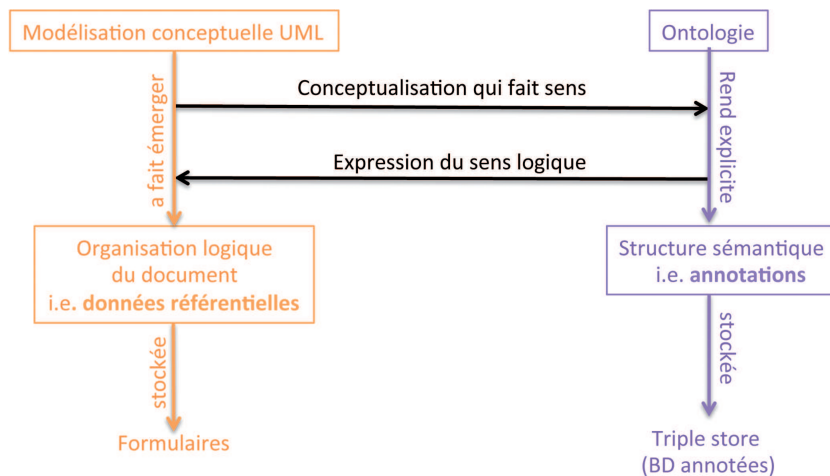 Modélisation conceptuelle UML
Ontologie
Conceptualisation qui fait sens
a fait émerger
Rend explicite
Expression du sens logique
Organisation logique
du document
i.e. données référentielles
Structure sémantique
i.e. annotations
stockée
stockée
Formulaires
Triple store
(BD annotées)